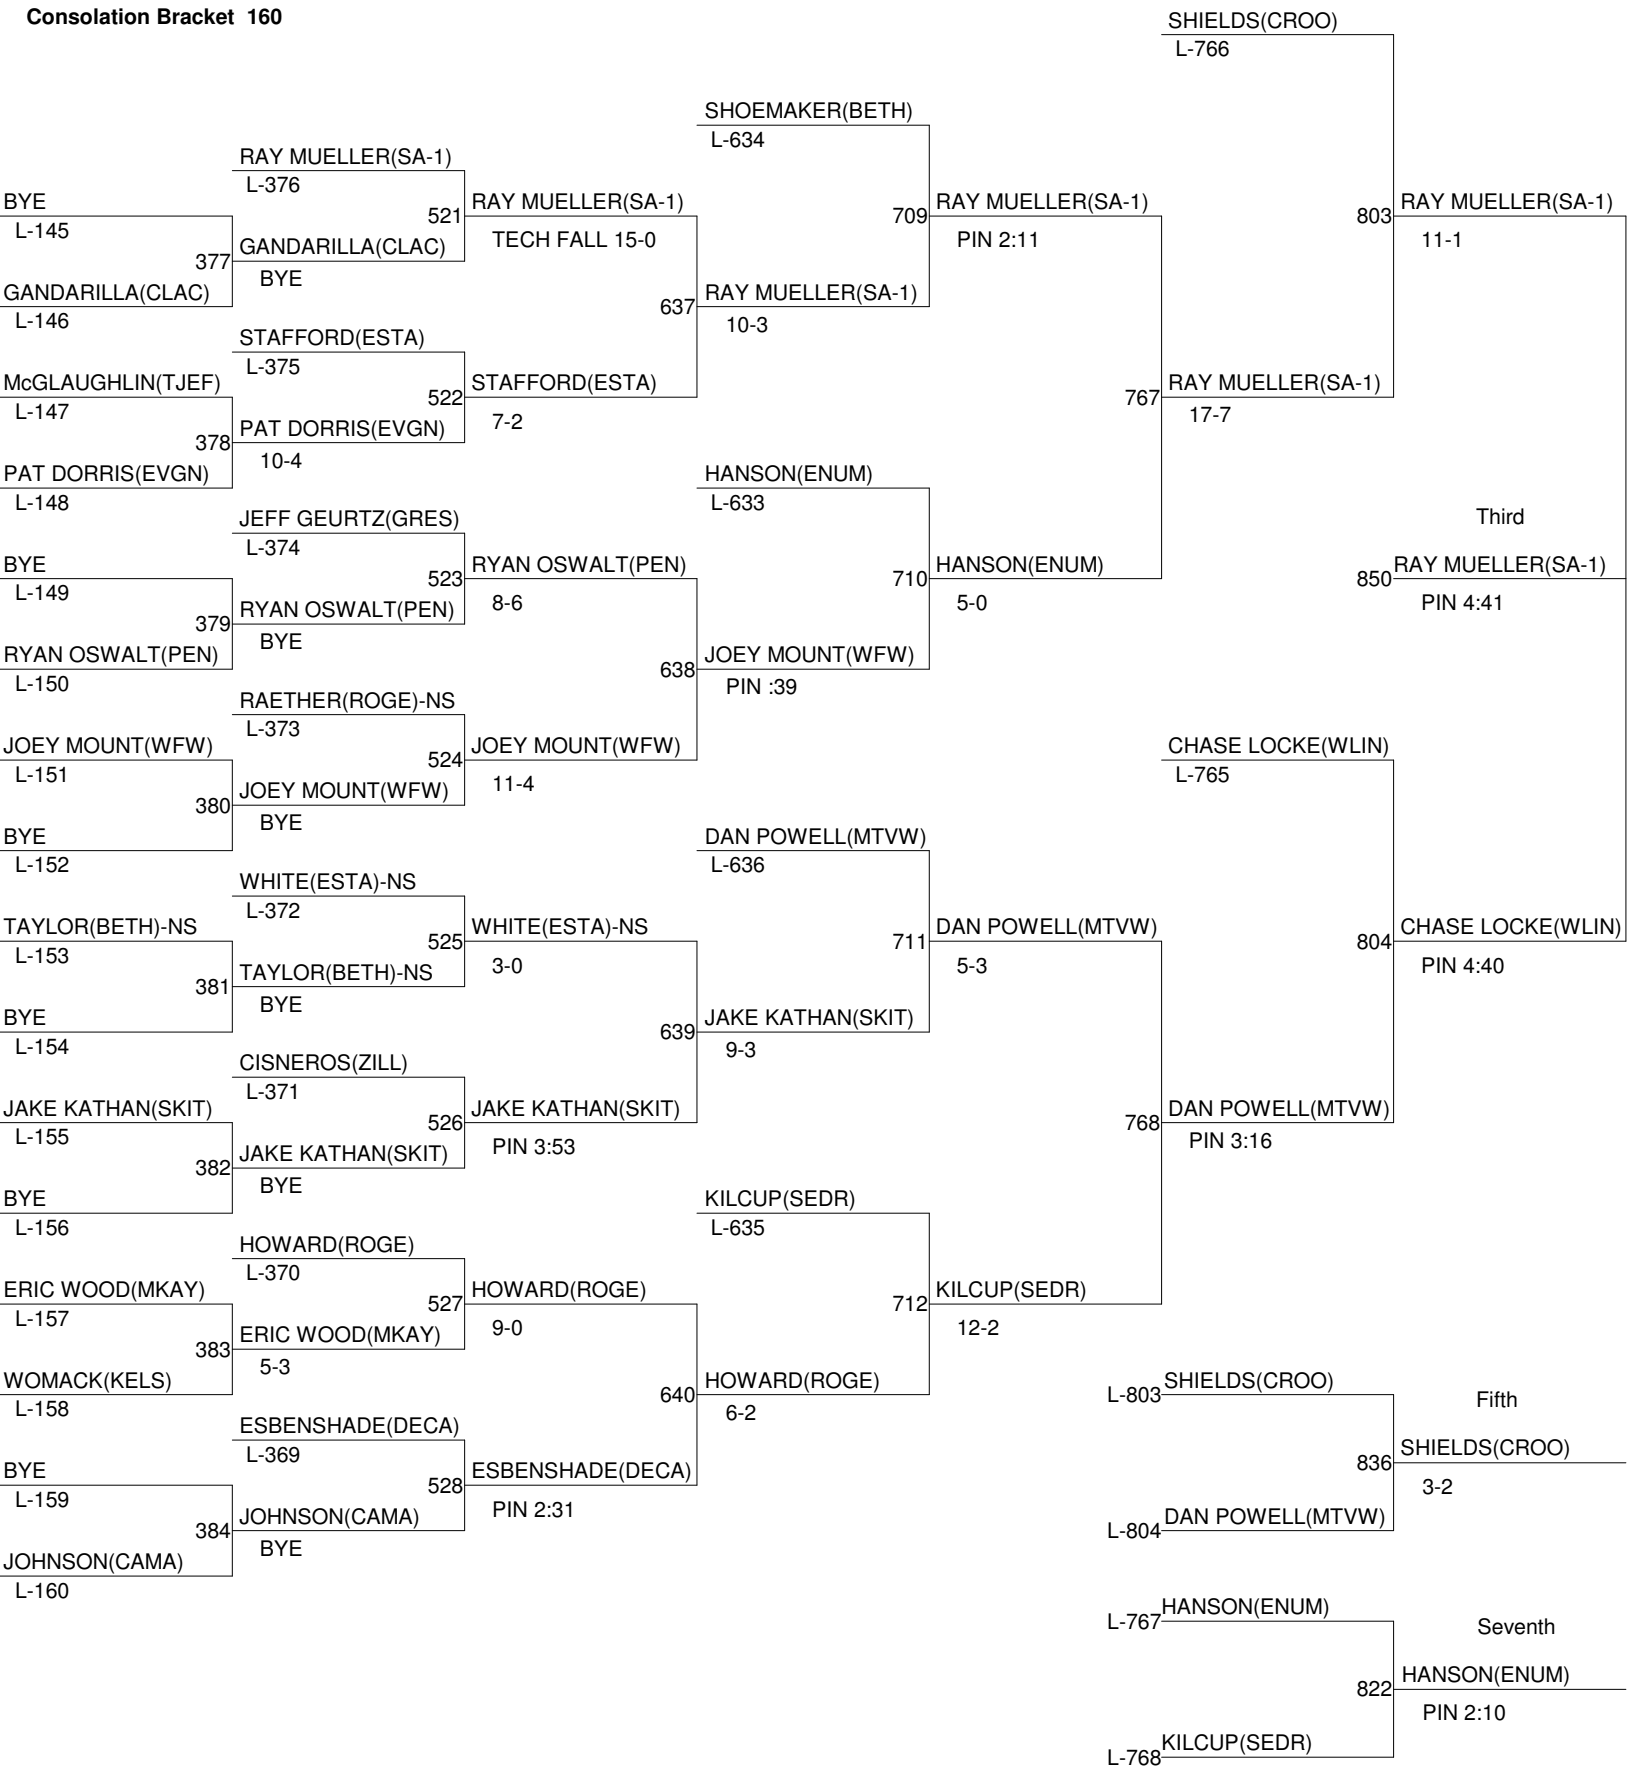 Consolation Bracket 160
SHIELDS(CROO)
L-766
SHOEMAKER(BETH)
L-634
RAY MUELLER(SA-1)
L-376
BYE
L-145
521
RAY MUELLER(SA-1)
TECH FALL 15-0
709
RAY MUELLER(SA-1)
PIN 2:11
803
RAY MUELLER(SA-1)
11-1
377
GANDARILLA(CLAC)
BYE
GANDARILLA(CLAC)
L-146
637
RAY MUELLER(SA-1)
10-3
STAFFORD(ESTA)
L-375
McGLAUGHLIN(TJEF)
L-147
522
STAFFORD(ESTA)
7-2
767
RAY MUELLER(SA-1)
17-7
378
PAT DORRIS(EVGN)
10-4
PAT DORRIS(EVGN)
L-148
HANSON(ENUM)
L-633
JEFF GEURTZ(GRES)
L-374
Third
BYE
L-149
523
RYAN OSWALT(PEN)
8-6
710
HANSON(ENUM)
5-0
850
RAY MUELLER(SA-1)
PIN 4:41
379
RYAN OSWALT(PEN)
BYE
RYAN OSWALT(PEN)
L-150
638
JOEY MOUNT(WFW)
PIN :39
RAETHER(ROGE)-NS
L-373
JOEY MOUNT(WFW)
L-151
524
JOEY MOUNT(WFW)
11-4
CHASE LOCKE(WLIN)
L-765
380
JOEY MOUNT(WFW)
BYE
BYE
L-152
DAN POWELL(MTVW)
L-636
WHITE(ESTA)-NS
L-372
TAYLOR(BETH)-NS
L-153
525
WHITE(ESTA)-NS
3-0
711
DAN POWELL(MTVW)
5-3
804
CHASE LOCKE(WLIN)
PIN 4:40
381
TAYLOR(BETH)-NS
BYE
BYE
L-154
639
JAKE KATHAN(SKIT)
9-3
CISNEROS(ZILL)
L-371
JAKE KATHAN(SKIT)
L-155
526
JAKE KATHAN(SKIT)
PIN 3:53
768
DAN POWELL(MTVW)
PIN 3:16
382
JAKE KATHAN(SKIT)
BYE
BYE
L-156
KILCUP(SEDR)
L-635
HOWARD(ROGE)
L-370
ERIC WOOD(MKAY)
L-157
527
HOWARD(ROGE)
9-0
712
KILCUP(SEDR)
12-2
383
ERIC WOOD(MKAY)
5-3
WOMACK(KELS)
L-158
640
HOWARD(ROGE)
6-2
L-803
SHIELDS(CROO)
Fifth
ESBENSHADE(DECA)
L-369
836
SHIELDS(CROO)
3-2
BYE
L-159
528
ESBENSHADE(DECA)
PIN 2:31
384
JOHNSON(CAMA)
BYE
L-804
DAN POWELL(MTVW)
JOHNSON(CAMA)
L-160
L-767
HANSON(ENUM)
Seventh
822
HANSON(ENUM)
PIN 2:10
L-768
KILCUP(SEDR)